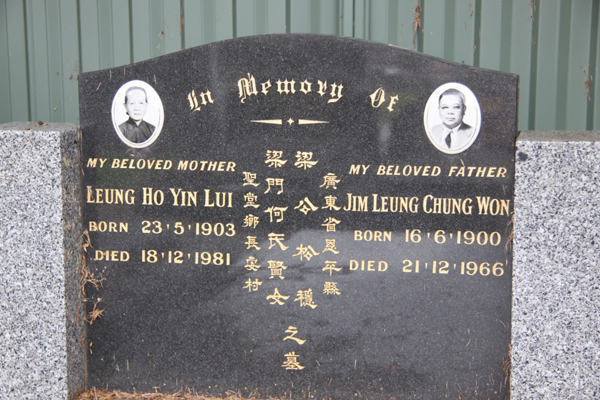 In Memory Of
MY BELOVED MOTHER
LEUNG HO YIN LUI
BORN 23·5·1903
DIED 18·12·1981
MY BELOVED FATHER
JIM LEUNG CHUNG WON
BORN 16·6·1900
DIED 21·12·1966
廣東省恩平縣
梁公松穩
梁門何氏賢女
之墓
聖堂鄉長安村